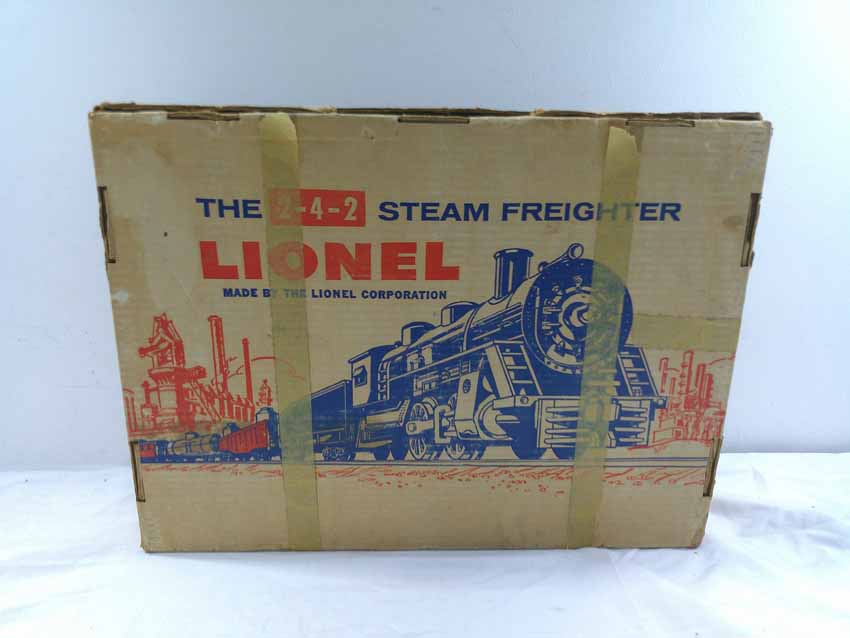 THE 2-4-2 STEAM FREIGHTER
LIONEL
MADE BY THE LIONEL CORPORATION